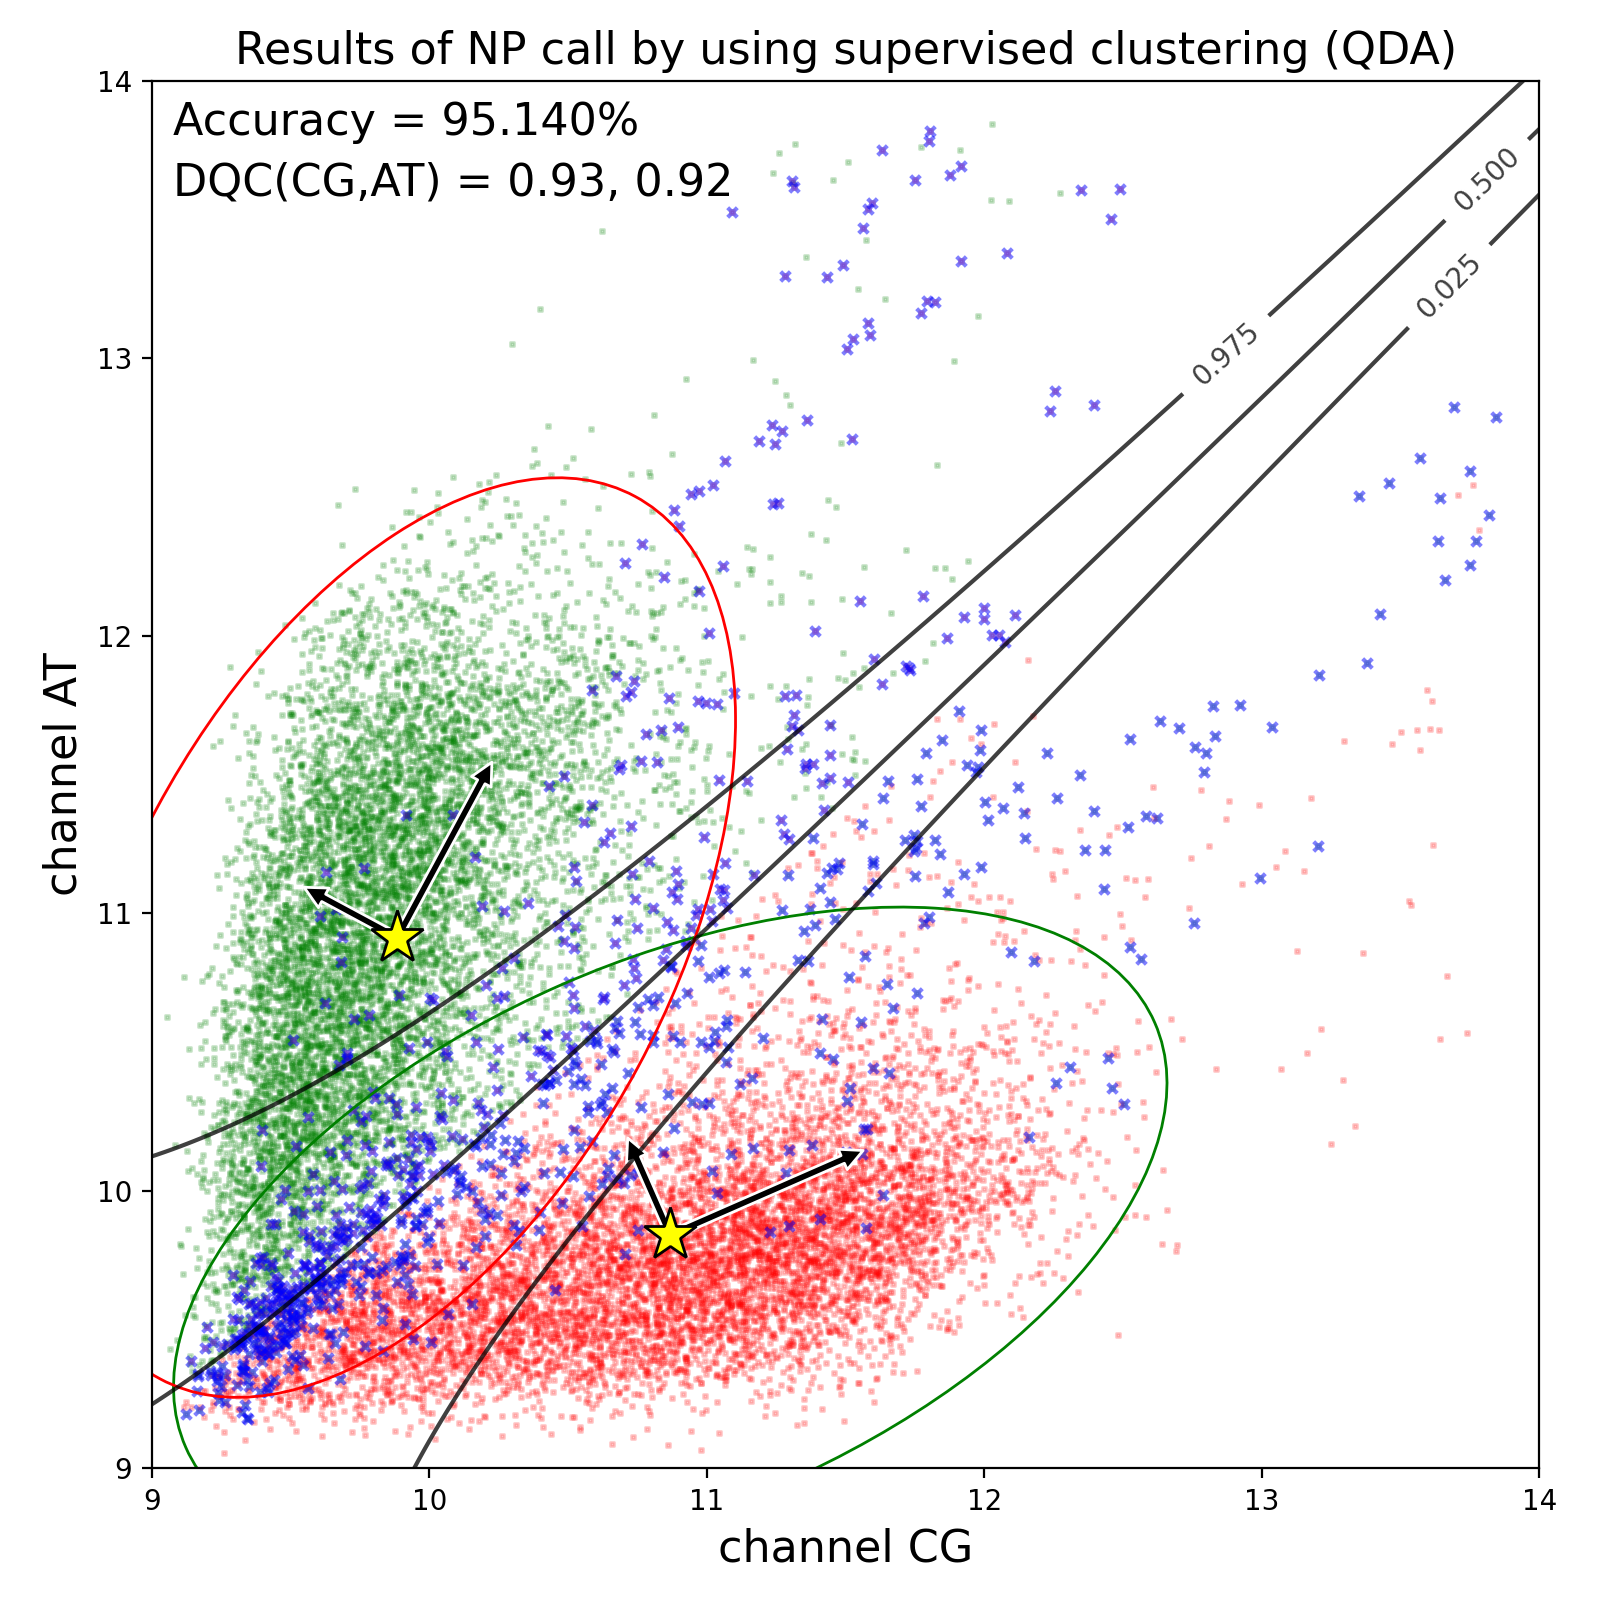 Results of NP call by using supervised clustering (QDA)
Accuracy = 95.140%
DQC(CG,AT) = 0.93, 0.92
14
13
12
11
10
9
channel AT
0.500
0.025
0.975
9 10 11 12 13 14
channel CG